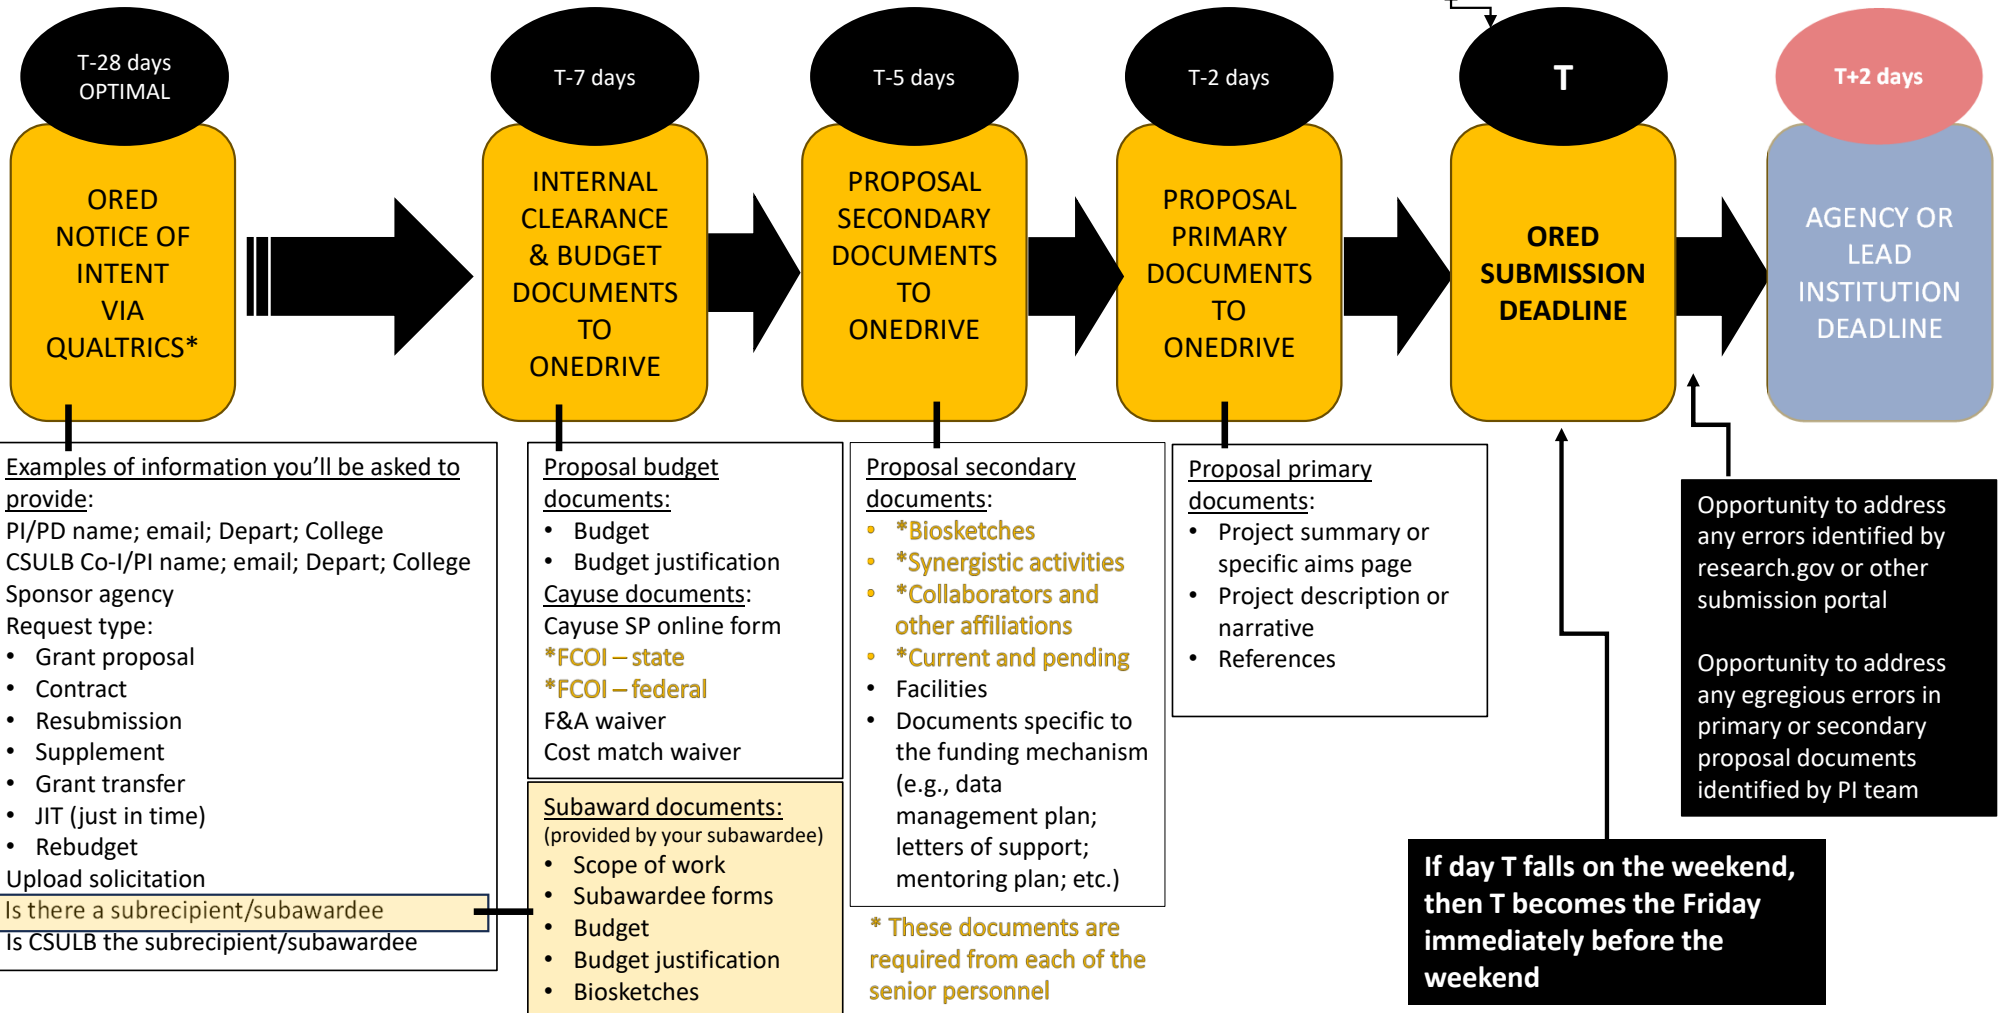 T-28 days
OPTIMAL
T-7 days
T-5 days
T-2 days
T
T+2 days
ORED
NOTICE OF
INTENT
VIA
QUALTRICS*
INTERNAL
CLEARANCE
& BUDGET
DOCUMENTS
TO
ONEDRIVE
PROPOSAL
SECONDARY
DOCUMENTS
TO
ONEDRIVE
PROPOSAL
PRIMARY
DOCUMENTS
TO
ONEDRIVE
ORED
SUBMISSION
DEADLINE
AGENCY OR
LEAD
INSTITUTION
DEADLINE
Examples of information you'll be asked to
provide:
PI/PD name; email; Depart; College
CSULB Co-I/PI name; email; Depart; College
Sponsor agency
Request type:
• Grant proposal
• Contract
• Resubmission
• Supplement
• Grant transfer
• JIT (just in time)
• Rebudget
Upload solicitation
Is there a subrecipient/subawardee
Is CSULB the subrecipient/subawardee
Proposal budget
documents:
• Budget
• Budget justification
Cayuse documents:
Cayuse SP online form
*FCOI – state
*FCOI – federal
F&A waiver
Cost match waiver
Subaward documents:
(provided by your subawardee)
• Scope of work
• Subawardee forms
• Budget
• Budget justification
• Biosketches
Proposal secondary
documents:
• *Biosketches
• *Synergistic activities
• *Collaborators and
other affiliations
• *Current and pending
• Facilities
• Documents specific to
the funding mechanism
(e.g., data
management plan;
letters of support;
mentoring plan; etc.)
* These documents are
required from each of the
senior personnel
Proposal primary
documents:
• Project summary or
specific aims page
• Project description or
narrative
• References
If day T falls on the weekend,
then T becomes the Friday
immediately before the
weekend
Opportunity to address
any errors identified by
research.gov or other
submission portal
Opportunity to address
any egregious errors in
primary or secondary
proposal documents
identified by PI team